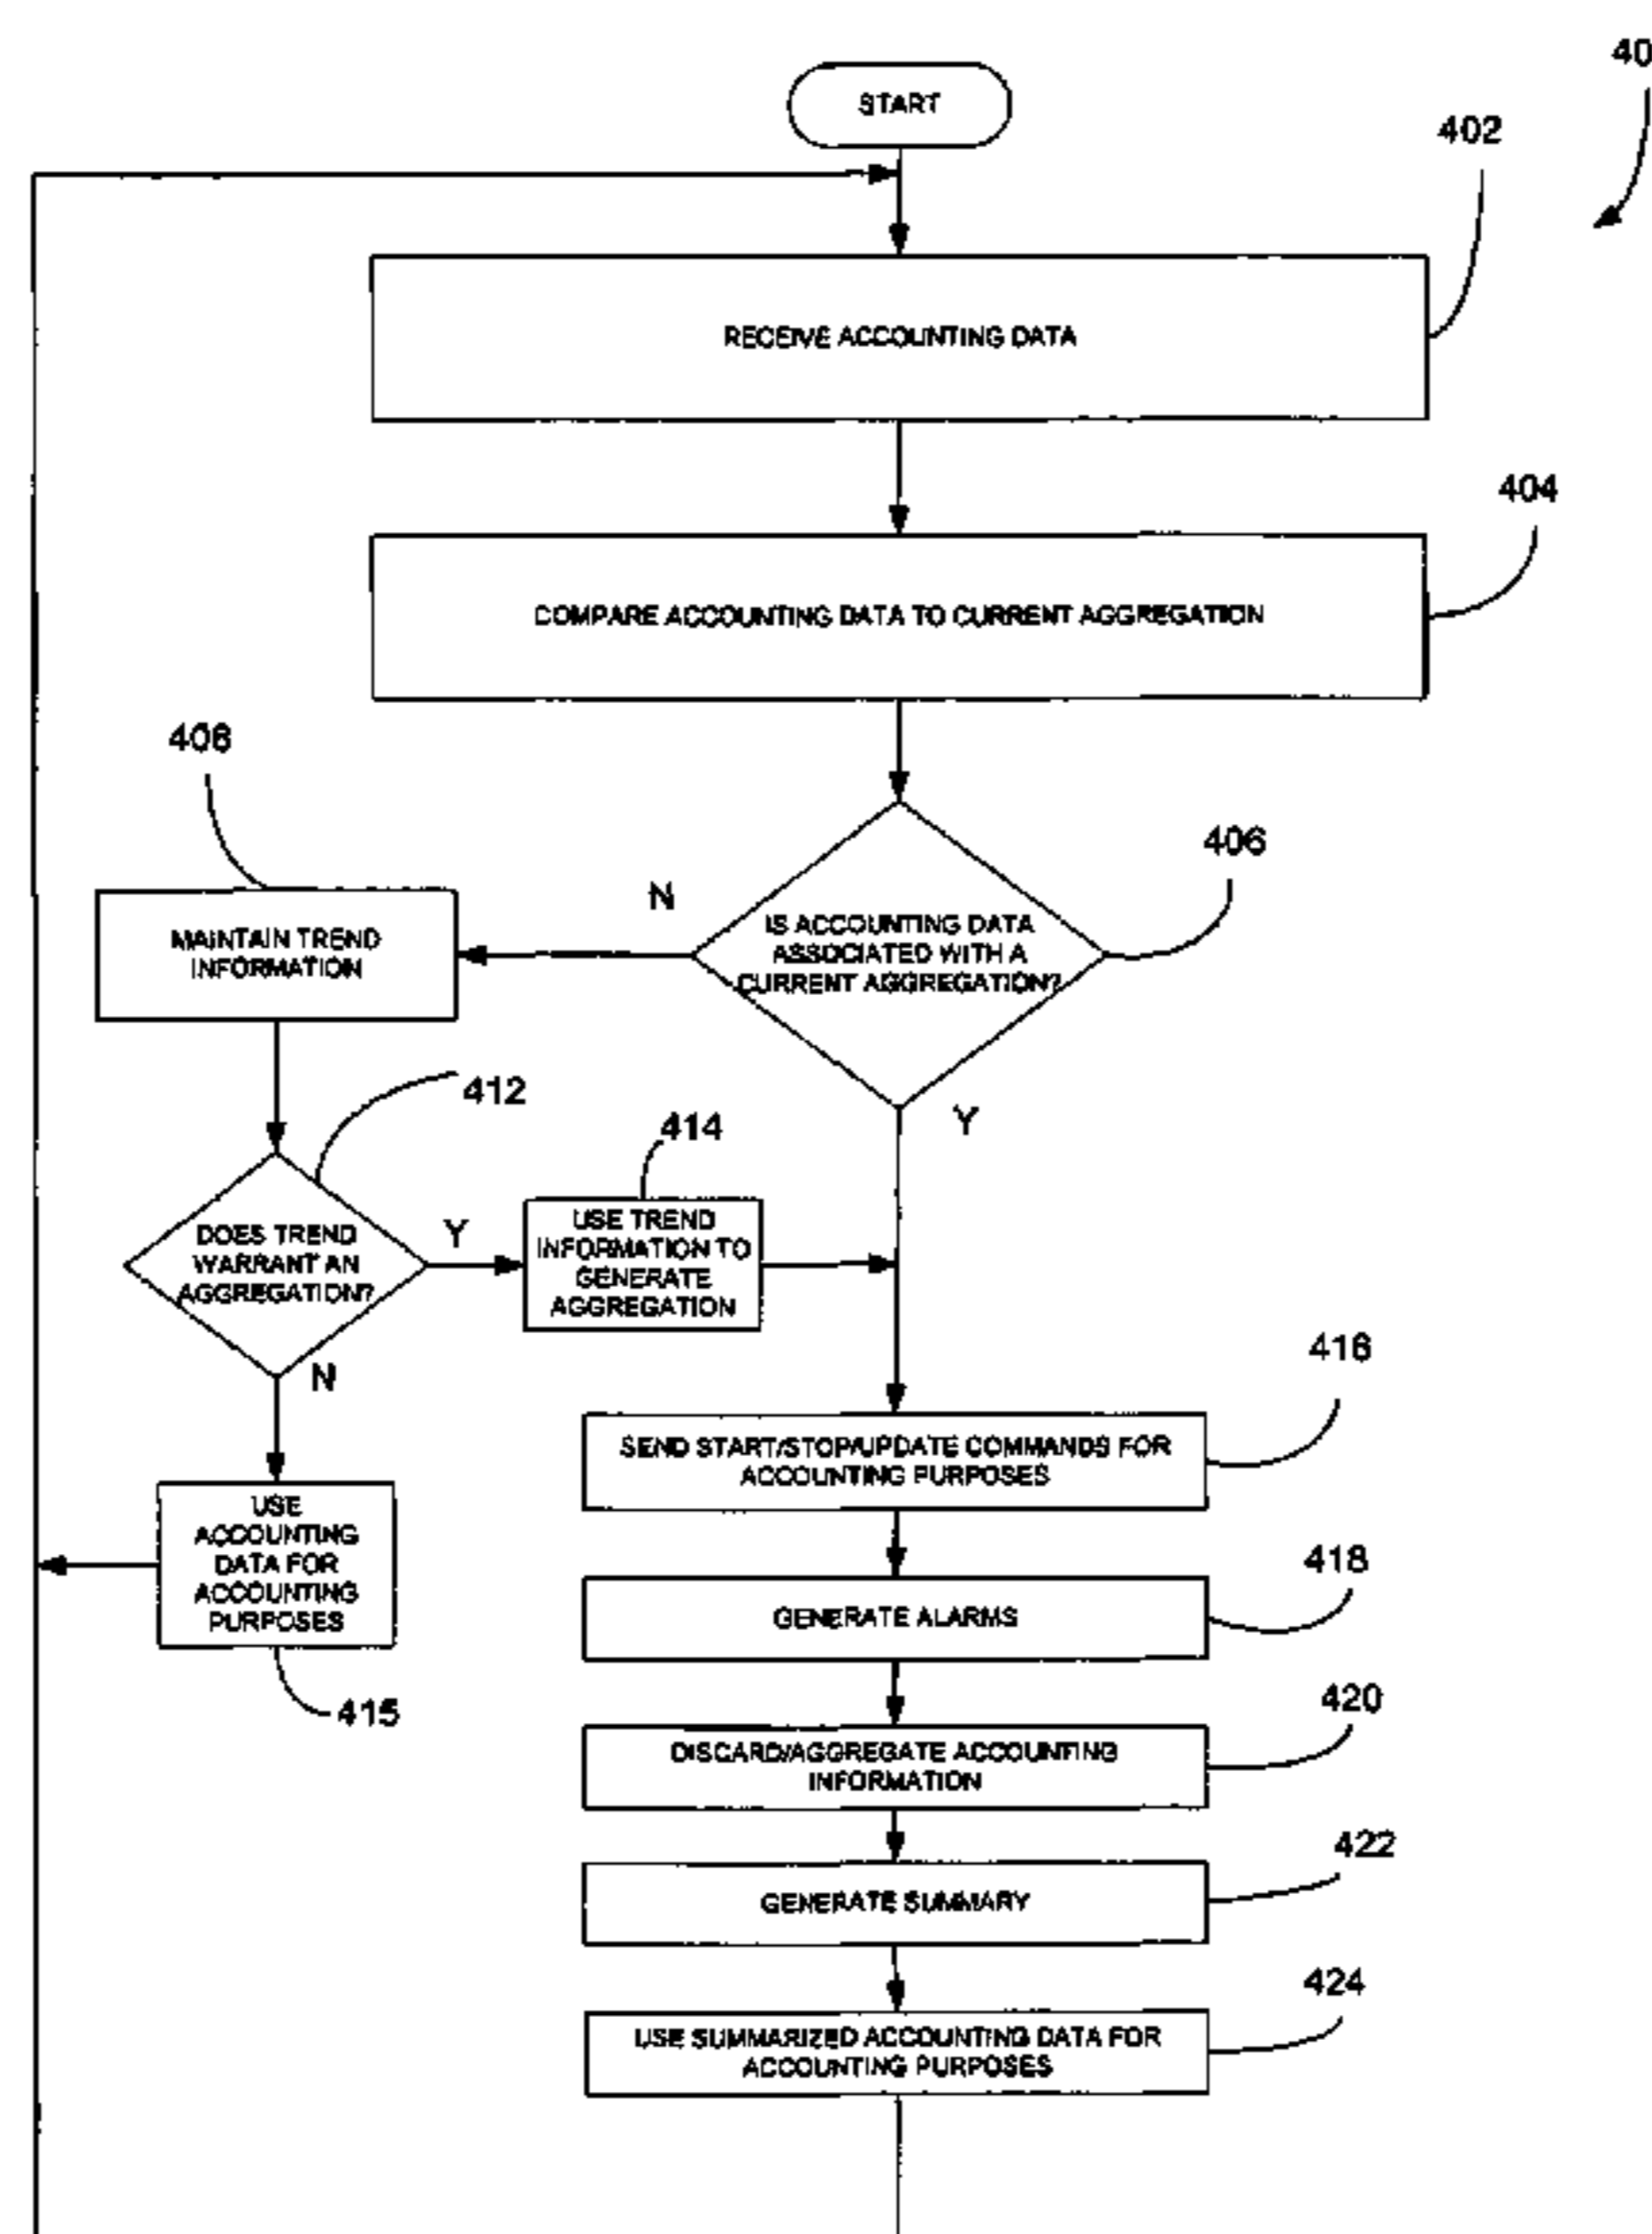 START
40
402
RECEIVE ACCOUNTING DATA
404
COMPARE ACCOUNTING DATA TO CURRENT AGGREGATION
408
406
N
IS ACCOUNTING DATA
ASSOCIATED WITH A
CURRENT AGGREGATION?
MAINTAIN TREND
INFORMATION
Y
412
414
DOES TREND
WARRANT AN
AGGREGATION?
Y
USE TREND
INFORMATION TO
GENERATE
AGGREGATION
N
416
SEND START/STOP/UPDATE COMMANDS FOR
ACCOUNTING PURPOSES
USE
ACCOUNTING
DATA FOR
ACCOUNTING
PURPOSES
415
418
GENERATE ALARMS
420
DISCARD/AGGREGATE ACCOUNTING
INFORMATION
422
GENERATE SUMMARY
424
USE SUMMARIZED ACCOUNTING DATA FOR
ACCOUNTING PURPOSES